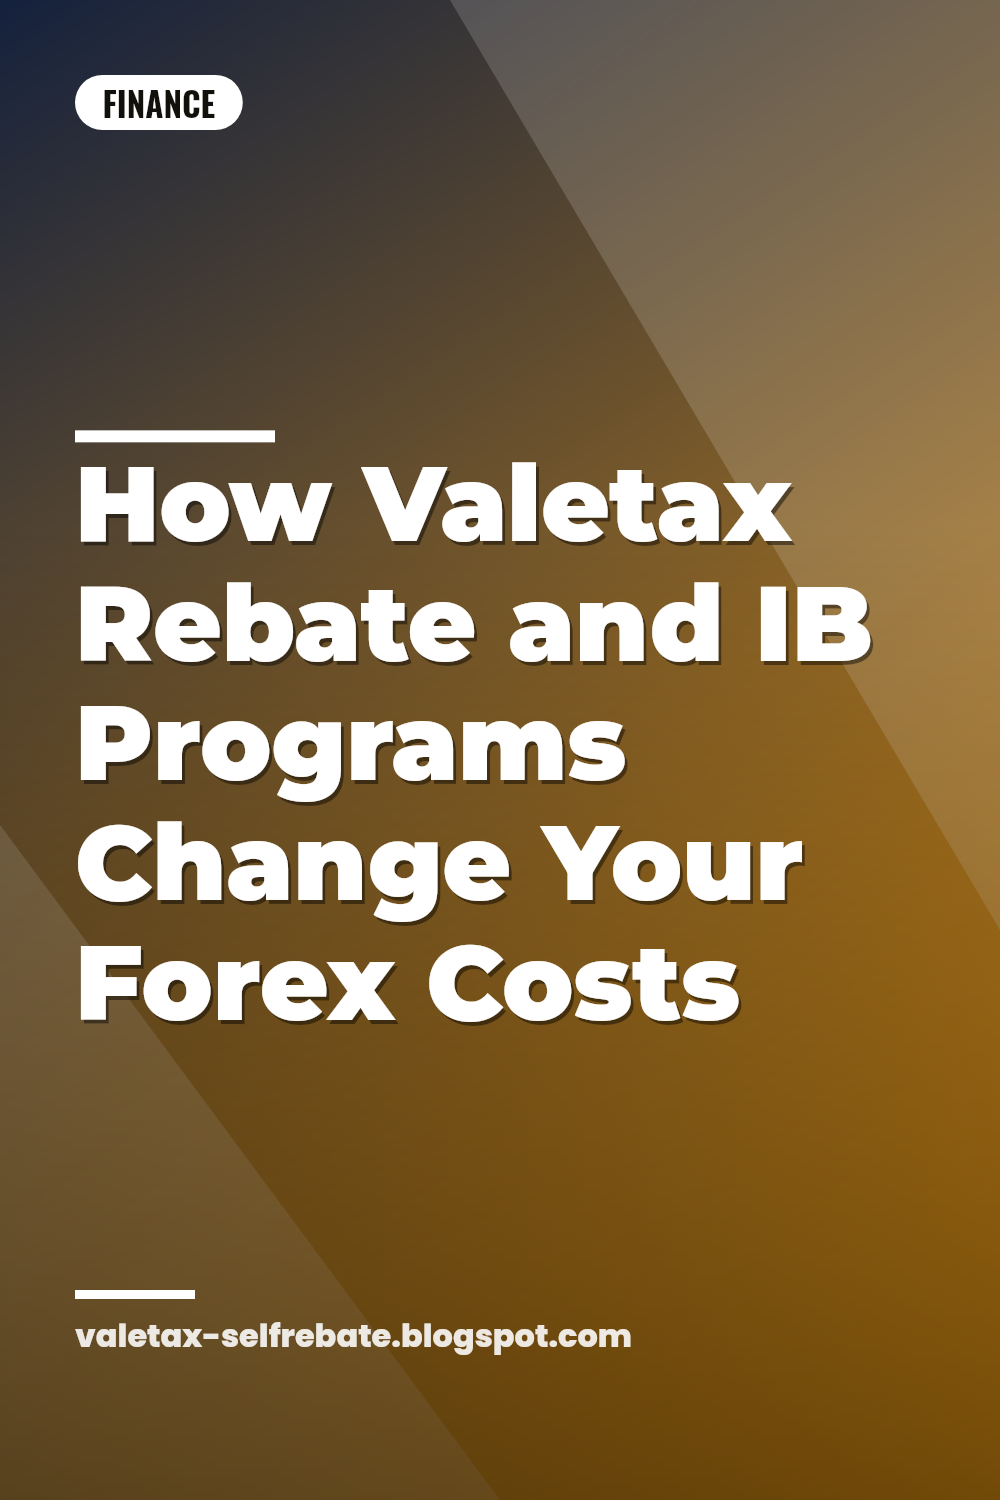 FINANCE
How Valetax
Rebate and IB
Programs
Change Your
Forex Costs
valetax-selfrebate.blogspot.com